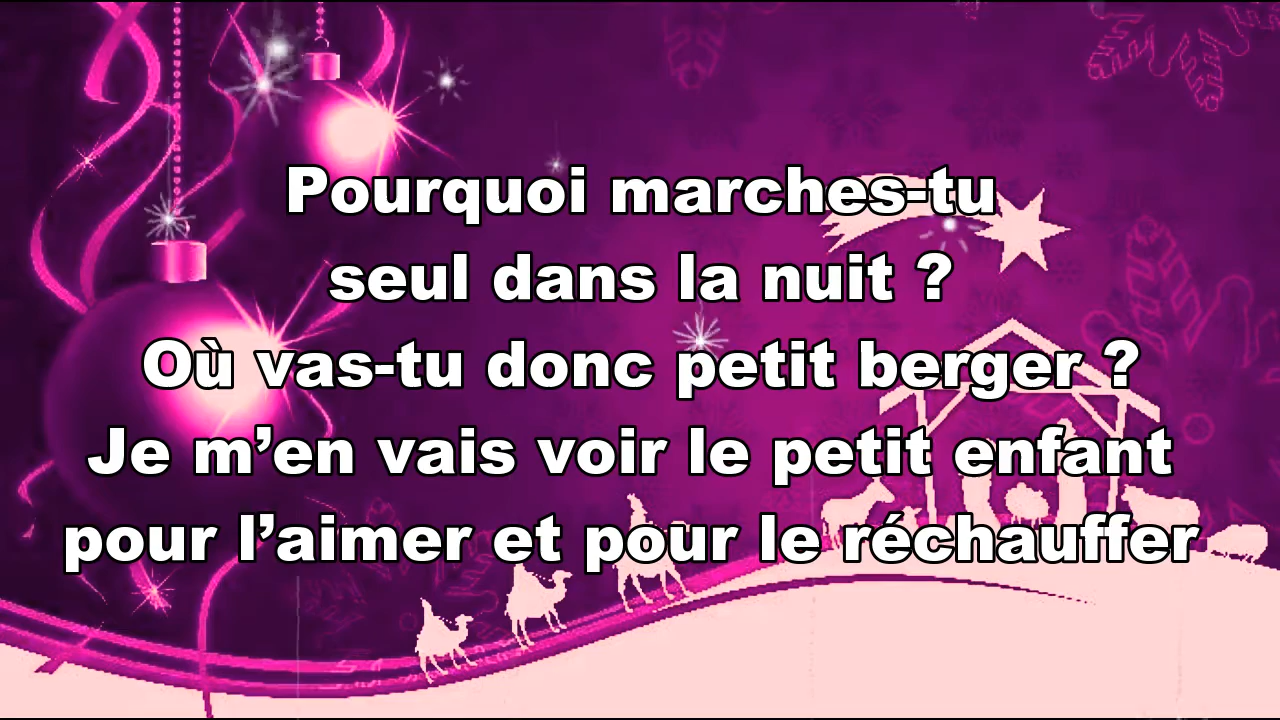 Pourquoi marches-tu
seul dans la nuit ?
Où vas-tu donc petit berger ?
Je m’en vais voir le petit enfant
pour l’aimer et pour le réchauffer